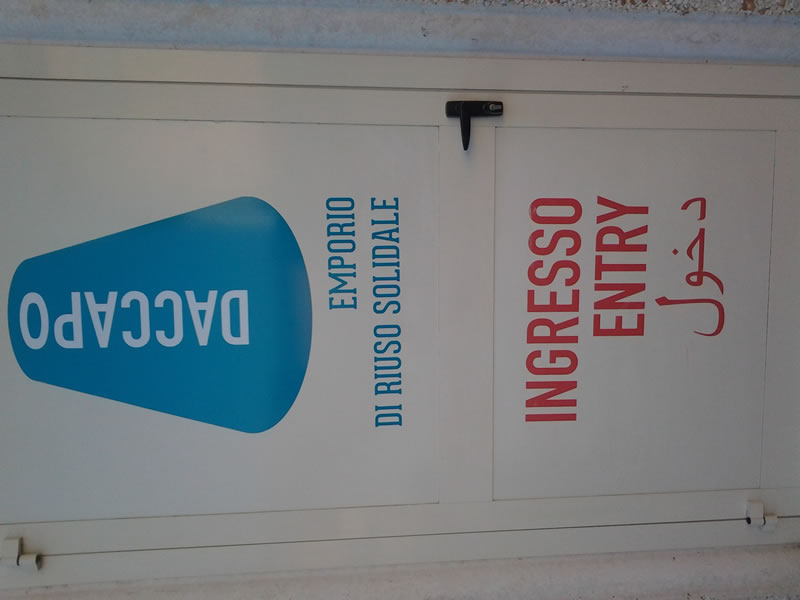 DACCAPO
EMPORIO
DI RIUSO SOLIDALE
INGRESSO
ENTRY
دخول